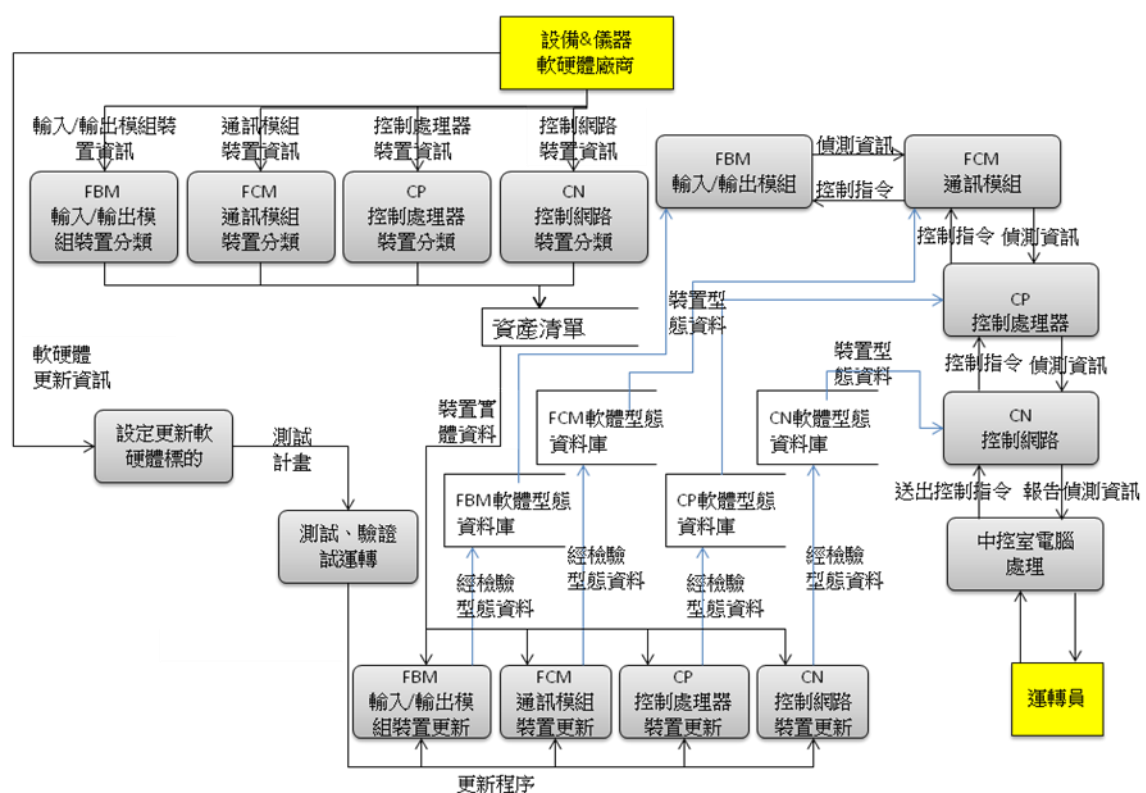 設備&儀器
軟硬體廠商
輸入/輸出模組裝
置資訊
通訊模組
裝置資訊
控制處理器
裝置資訊
控制網路
裝置資訊
FBM
輸入/輸出模
組裝置分類
FCM
通訊模組
裝置分類
CP
控制處理器
裝置分類
CN
控制網路
裝置分類
FBM
輸入/輸出模組
偵測資訊
控制指令
FCM
通訊模組
控制指令
偵測資訊
CP
控制處理器
資產清單
裝置型
態資料
軟硬體
更新資訊
裝置型
態資料
控制指令
偵測資訊
CN
控制網路
設定更新軟
硬體標的
測試
計畫
裝置實
體資料
FCM軟體型態
資料庫
CN軟體型態
資料庫
FBM軟體型態
資料庫
CP軟體型態
資料庫
送出控制指令
報告偵測資訊
測試、驗證
試運轉
中控室電腦
處理
經檢驗
型態資料
經檢驗
型態資料
經檢驗
型態資料
經檢驗
型態資料
FBM
輸入/輸出模
組裝置更新
FCM
通訊模組
裝置更新
CP
控制處理器
裝置更新
CN
控制網路
裝置更新
運轉員
更新程序